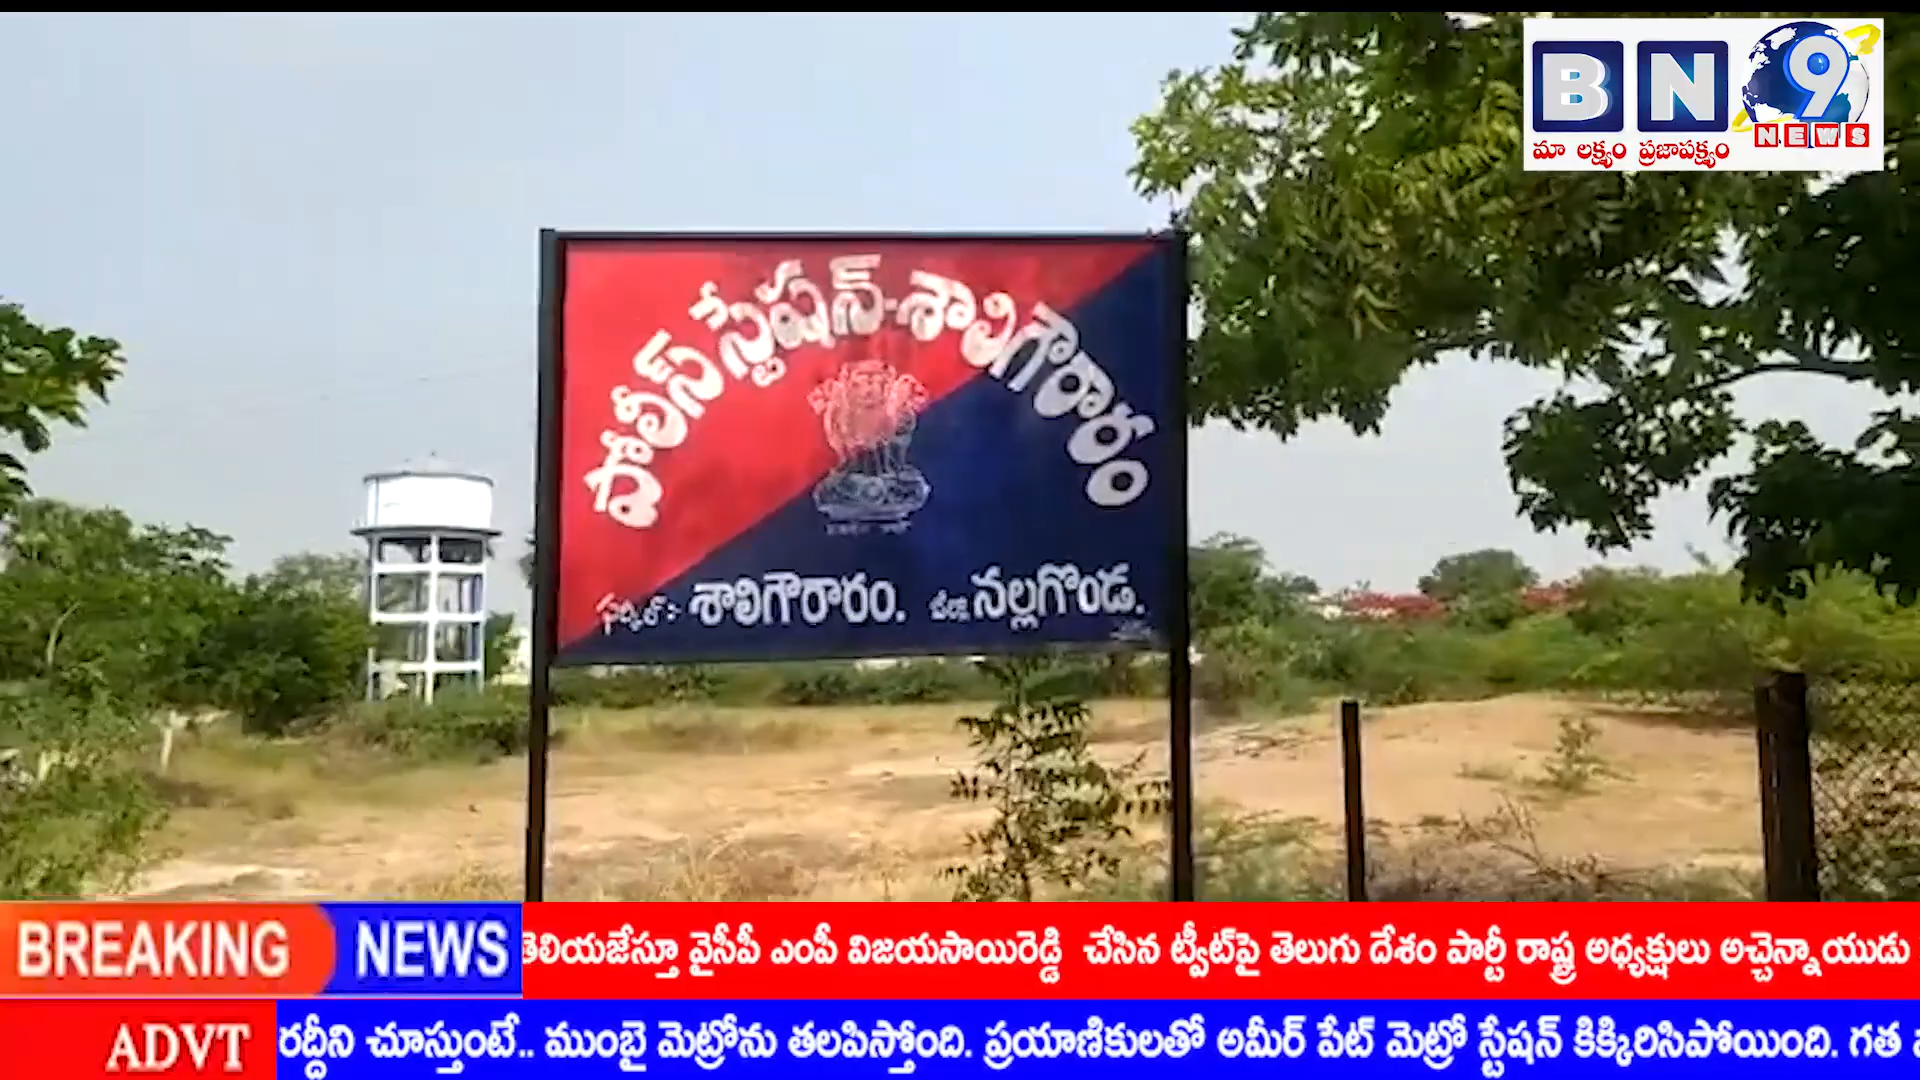 BN9
NEWS
మా లక్ష్యం ప్రజాపక్ష్యం
పోలీస్ స్టేషన్-శాలిగౌరారం
సర్కిల్:- శాలిగౌరారం. జిల్లా నల్లగొండ.
BREAKING NEWS తెలియజేస్తూ వైసీపీ ఎంపీ విజయసాయిరెడ్డి చేసిన ట్వీట్‌పై తెలుగు దేశం పార్టీ రాష్ట్ర అధ్యక్షులు అచ్చెన్నాయుడు
ADVT రద్దీని చూస్తుంటే.. ముంబై మెట్రోను తలపిస్తోంది. ప్రయాణికులతో అమీర్ పేట్ మెట్రో స్టేషన్ కిక్కిరిసిపోయింది. గత